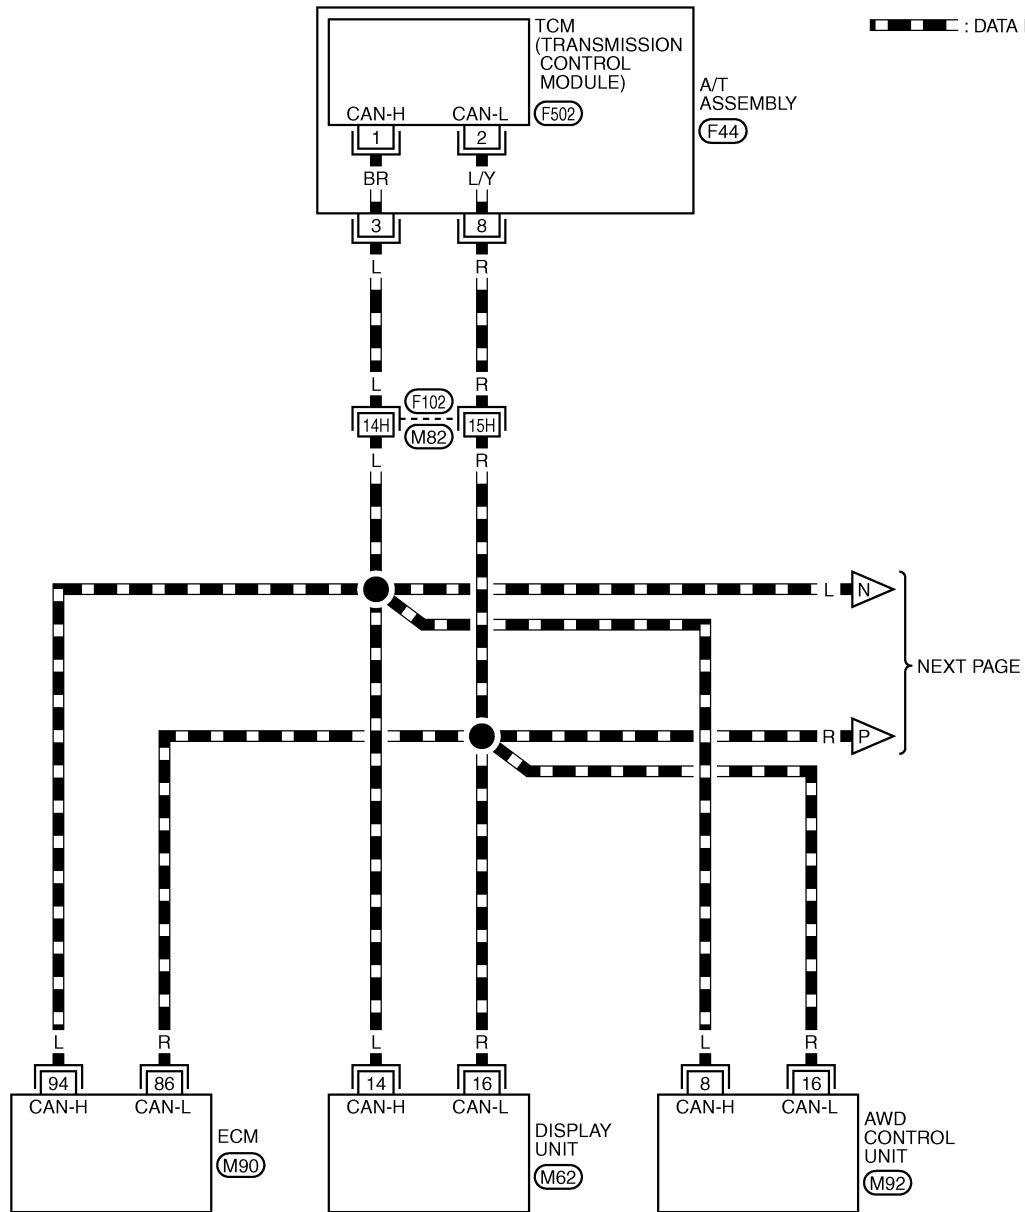 TCM
(TRANSMISSION
CONTROL
MODULE)
F502
: DATA
A/T
ASSEMBLY
F44
CAN-H CAN-L
1 2
BR L/Y
3 8
L R
L R
F102
14H 15H
M82
L R
L N
NEXT PAGE
R P
L R L R L R
94 86 14 16 8 16
CAN-H CAN-L CAN-H CAN-L CAN-H CAN-L
ECM
M90
DISPLAY
UNIT
M62
AWD
CONTROL
UNIT
M92